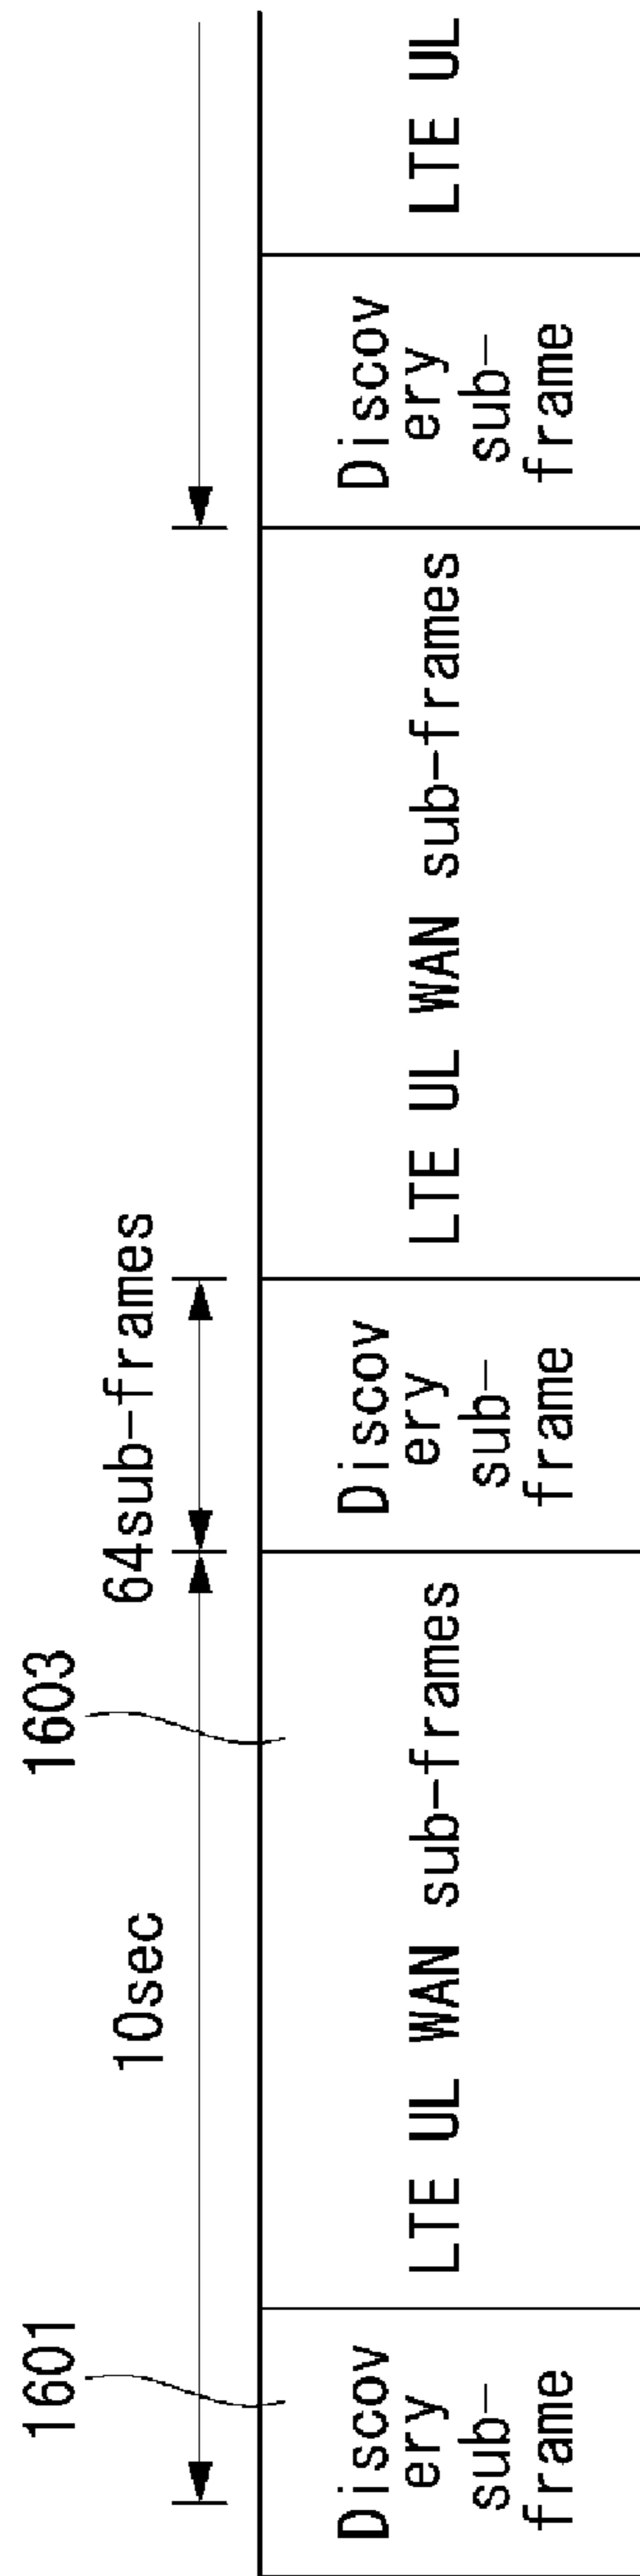 1601
1603
10sec
64sub-frames
Discov
ery
sub-
frame
LTE UL WAN sub-frames
Discov
ery
sub-
frame
LTE UL WAN sub-frames
Discov
ery
sub-
frame
LTE UL